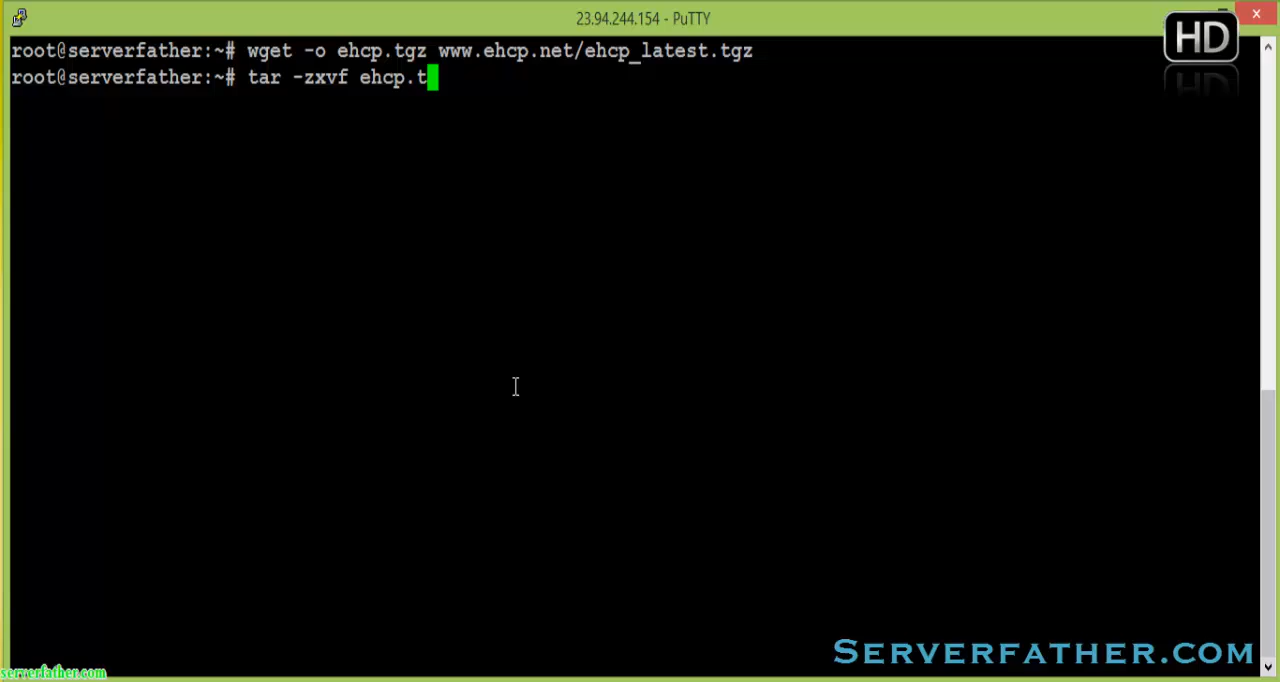 23.94.244.154 - PuTTY
HD
root@serverfather:~# wget -o ehcp.tgz www.ehcp.net/ehcp_latest.tgz
root@serverfather:~# tar -zxvf ehcp.t
SERVERFATHER.COM
serverfather.com